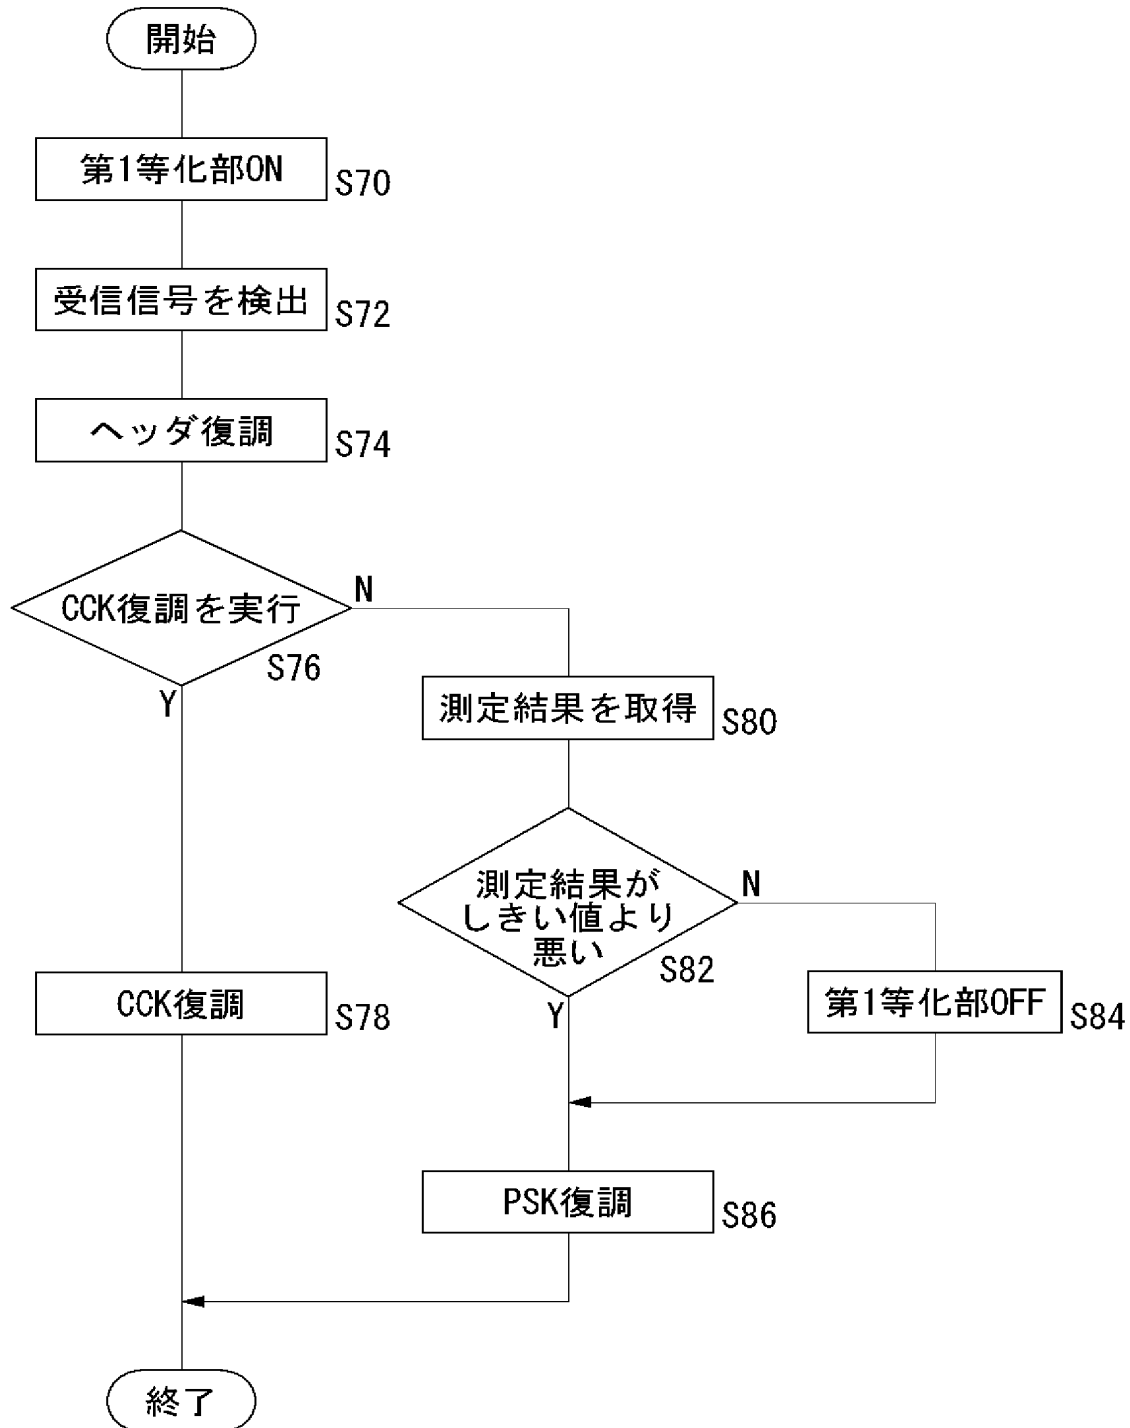 開始
第1等化部ON
S70
受信信号を検出
S72
ヘッダ復調
S74
CCK復調を実行
N
S76
Y
測定結果を取得
S80
測定結果が
しきい値より
悪い
N
S82
Y
CCK復調
S78
第1等化部OFF
S84
PSK復調
S86
終了